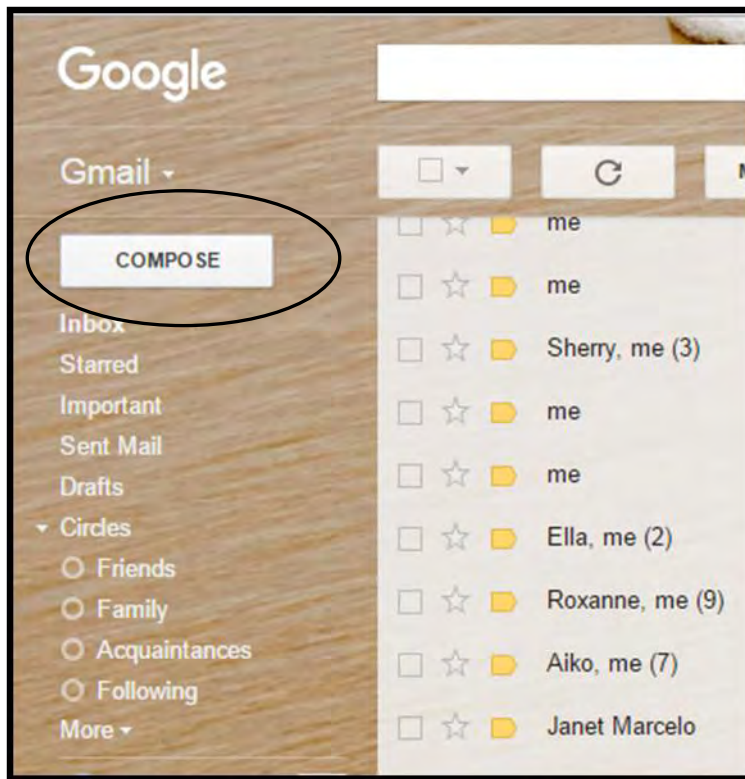 Google
Gmail
COMPOSE
Inbox
Starred
Important
Sent Mail
Drafts
Circles
Friends
Family
Acquaintances
Following
More
me
me
Sherry, me (3)
me
me
Ella, me (2)
Roxanne, me (9)
Aiko, me (7)
Janet Marcelo